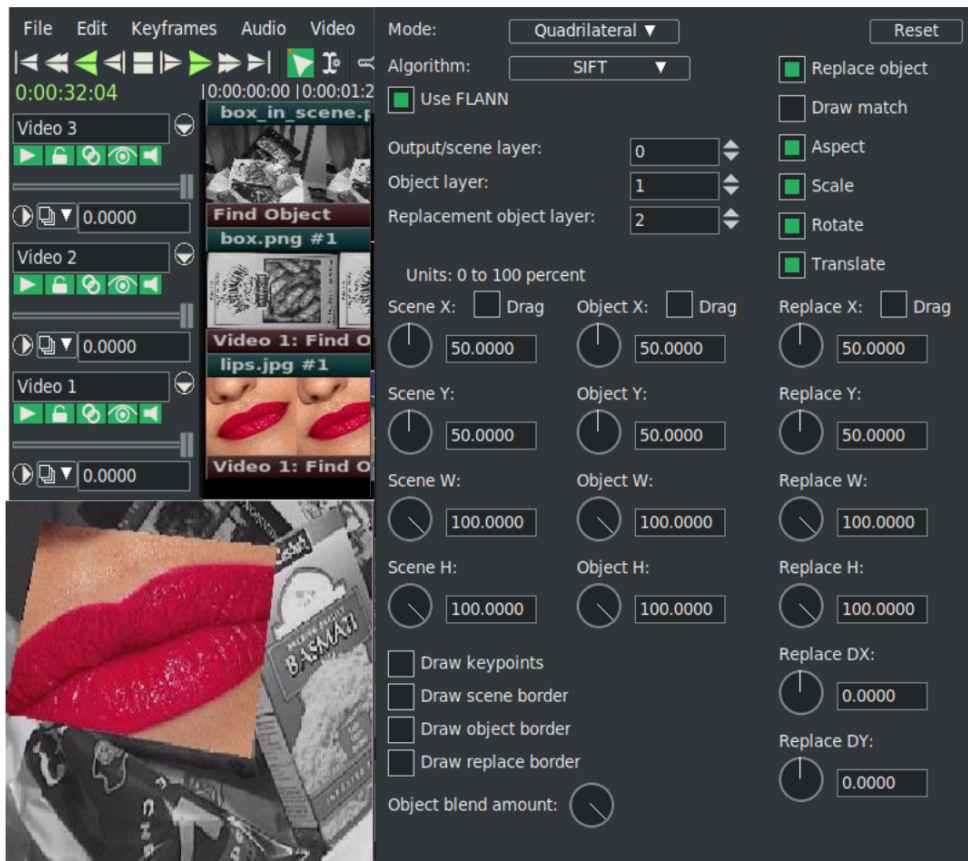 File Edit Keyframes Audio Video
0:00:32:04
0:00:00:00 0:00:01:2
Video 3
box_in_scene.p
0.0000
Find Object
Video 2
box.png #1
0.0000
Video 1: Find O
Video 1
lips.jpg #1
0.0000
Video 1: Find O
BASMATI
Mode: Quadrilateral Reset
Algorithm: SIFT
Use FLANN
Replace object
Draw match
Output/scene layer: 0
Aspect
Object layer: 1
Scale
Replacement object layer: 2
Rotate
Translate
Units: 0 to 100 percent
Scene X: Drag Object X: Drag Replace X: Drag
50.0000 50.0000 50.0000
Scene Y: Object Y: Replace Y:
50.0000 50.0000 50.0000
Scene W: Object W: Replace W:
100.0000 100.0000 100.0000
Scene H: Object H: Replace H:
100.0000 100.0000 100.0000
Draw keypoints
Replace DX:
Draw scene border
0.0000
Draw object border
Replace DY:
Draw replace border
0.0000
Object blend amount: